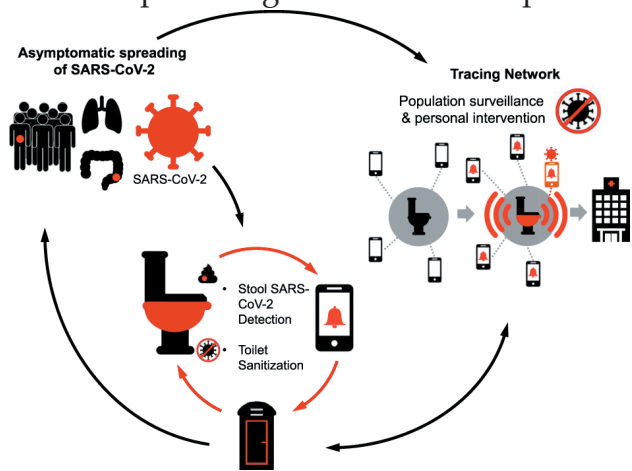 Asymptomatic spreading
of SARS-CoV-2
SARS-CoV-2
Tracing Network
Population surveillance
& personal intervention
• Stool SARS-
CoV-2
Detection
• Toilet
Sanitization